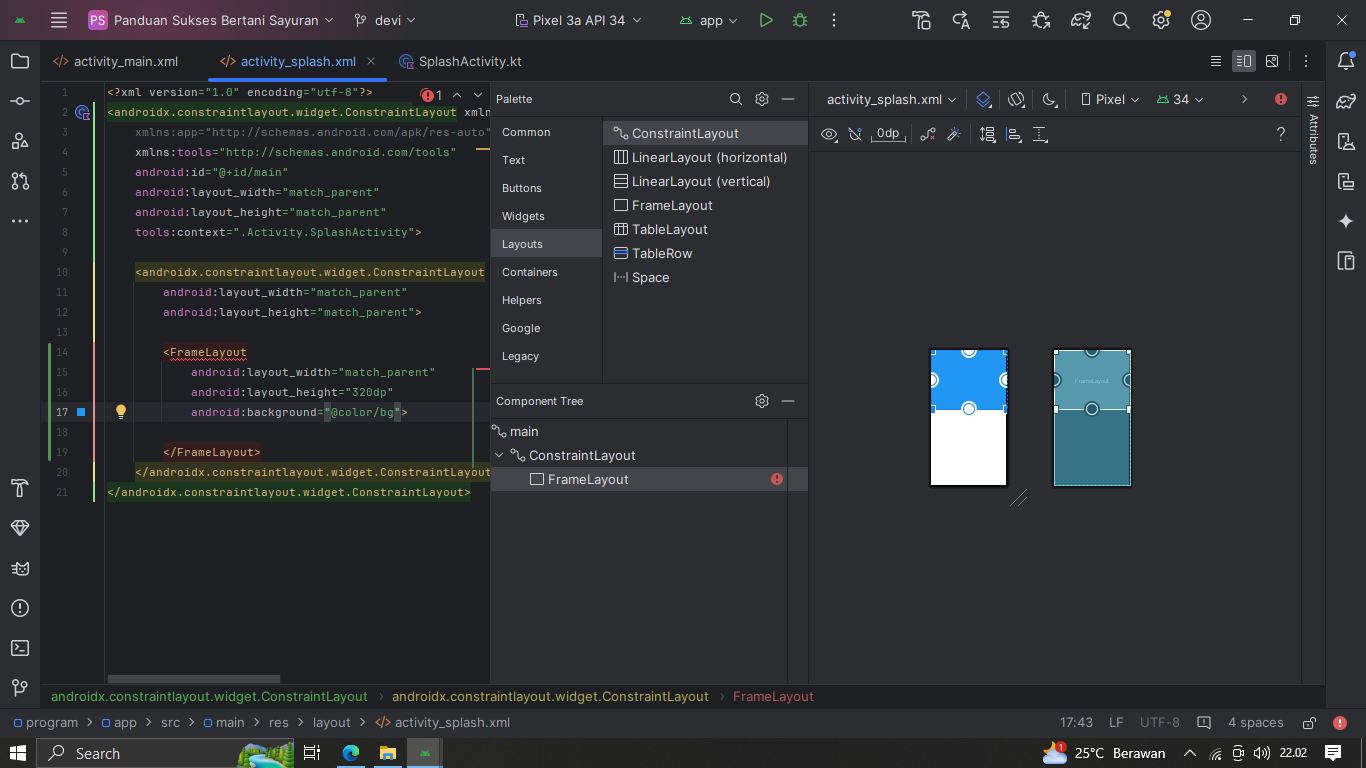 PS Panduan Sukses Bertani Sayuran devi Pixel 3a API 34 app
activity_main.xml activity_splash.xml SplashActivity.kt
1 <?xml version="1.0" encoding="utf-8"?> 1
2 <androidx.constraintlayout.widget.ConstraintLayout xmln
3 xmlns:app="http://schemas.android.com/apk/res-auto"
4 xmlns:tools="http://schemas.android.com/tools"
5 android:id="@+id/main"
6 android:layout_width="match_parent"
7 android:layout_height="match_parent"
8 tools:context=".Activity.SplashActivity">
9
10 <androidx.constraintlayout.widget.ConstraintLayout
11 android:layout_width="match_parent"
12 android:layout_height="match_parent">
13
14 <FrameLayout
15 android:layout_width="match_parent"
16 android:layout_height="320dp"
17 android:background="@color/bg">
18
19 </FrameLayout>
20 </androidx.constraintlayout.widget.ConstraintLayout
21 </androidx.constraintlayout.widget.ConstraintLayout>
Palette
Common
Text
Buttons
Widgets
Layouts
Containers
Helpers
Google
Legacy
ConstraintLayout
LinearLayout (horizontal)
LinearLayout (vertical)
FrameLayout
TableLayout
TableRow
Space
Component Tree
main
ConstraintLayout
FrameLayout
activity_splash.xml Pixel 34
0dp ?
FrameLayout
Attributes
androidx.constraintlayout.widget.ConstraintLayout androidx.constraintlayout.widget.ConstraintLayout FrameLayout
program app src main res layout activity_splash.xml 17:43 LF UTF-8 4 spaces
Search 1 25°C Berawan 22.02